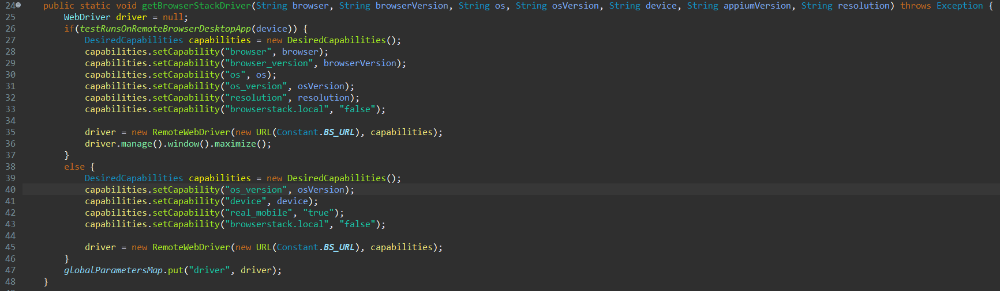 24 public static void getBrowserStackDriver(String browser, String browserVersion, String os, String osVersion, String device, String appiumVersion, String resolution) throws Exception {
25 WebDriver driver = null;
26 if(testRunsOnRemoteBrowserDesktopApp(device)) {
27 DesiredCapabilities capabilities = new DesiredCapabilities();
28 capabilities.setCapability("browser", browser);
29 capabilities.setCapability("browser_version", browserVersion);
30 capabilities.setCapability("os", os);
31 capabilities.setCapability("os_version", osVersion);
32 capabilities.setCapability("resolution", resolution);
33 capabilities.setCapability("browserstack.local", "false");
34
35 driver = new RemoteWebDriver(new URL(Constant.BS_URL), capabilities);
36 driver.manage().window().maximize();
37 }
38 else {
39 DesiredCapabilities capabilities = new DesiredCapabilities();
40 capabilities.setCapability("os_version", osVersion);
41 capabilities.setCapability("device", device);
42 capabilities.setCapability("real_mobile", "true");
43 capabilities.setCapability("browserstack.local", "false");
44
45 driver = new RemoteWebDriver(new URL(Constant.BS_URL), capabilities);
46 }
47 globalParametersMap.put("driver", driver);
48 }